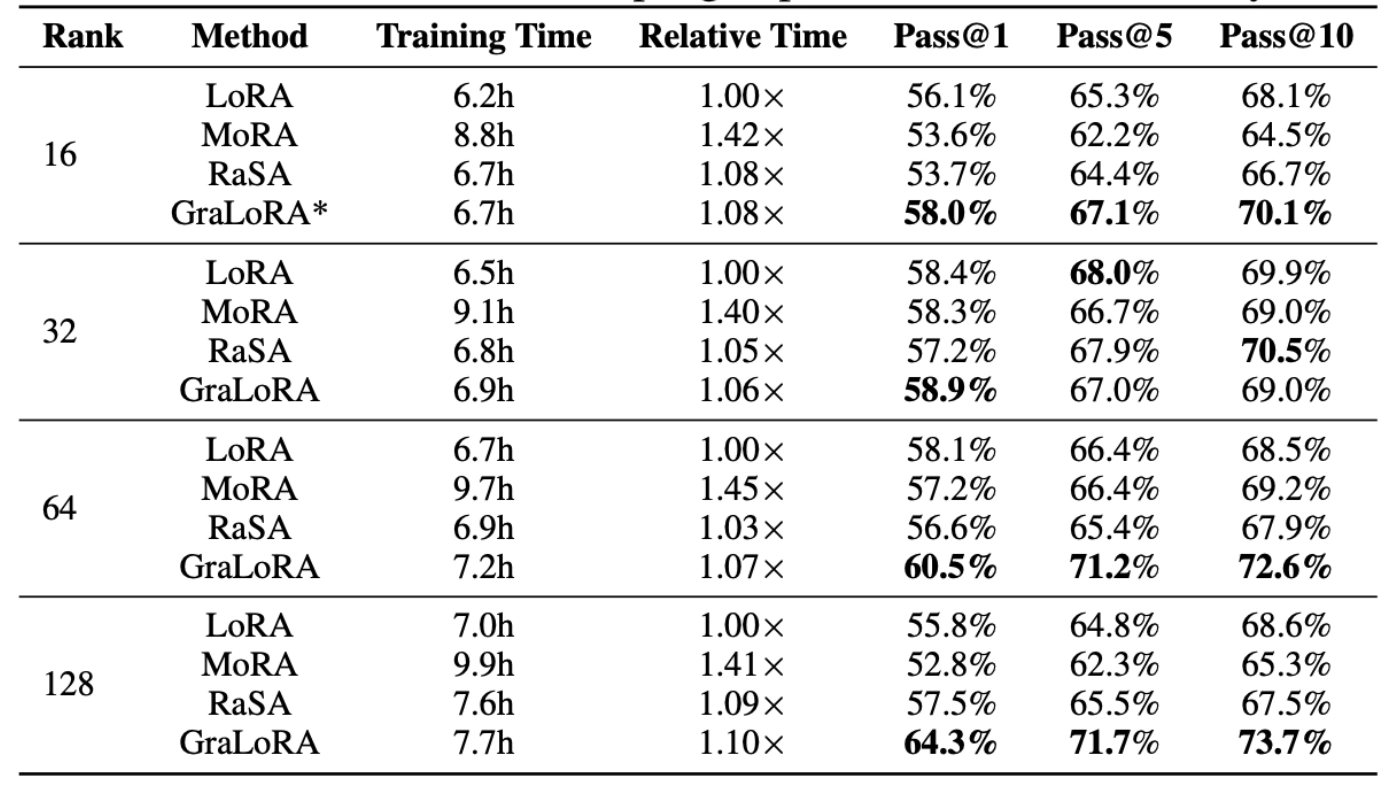 Rank Method Training Time Relative Time Pass@1 Pass@5 Pass@10
16
LoRA 6.2h 1.00× 56.1% 65.3% 68.1%
MoRA 8.8h 1.42× 53.6% 62.2% 64.5%
RaSA 6.7h 1.08× 53.7% 64.4% 66.7%
GraLoRA* 6.7h 1.08× 58.0% 67.1% 70.1%
32
LoRA 6.5h 1.00× 58.4% 68.0% 69.9%
MoRA 9.1h 1.40× 58.3% 66.7% 69.0%
RaSA 6.8h 1.05× 57.2% 67.9% 70.5%
GraLoRA 6.9h 1.06× 58.9% 67.0% 69.0%
64
LoRA 6.7h 1.00× 58.1% 66.4% 68.5%
MoRA 9.7h 1.45× 57.2% 66.4% 69.2%
RaSA 6.9h 1.03× 56.6% 65.4% 67.9%
GraLoRA 7.2h 1.07× 60.5% 71.2% 72.6%
128
LoRA 7.0h 1.00× 55.8% 64.8% 68.6%
MoRA 9.9h 1.41× 52.8% 62.3% 65.3%
RaSA 7.6h 1.09× 57.5% 65.5% 67.5%
GraLoRA 7.7h 1.10× 64.3% 71.7% 73.7%